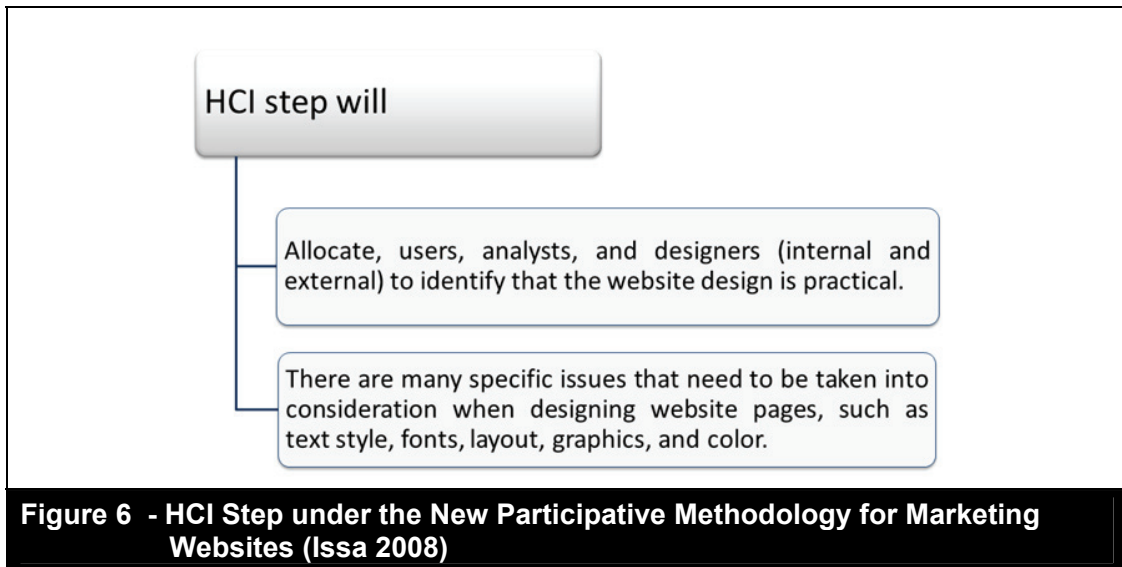 HCI step will
Allocate, users, analysts, and designers (internal and
external) to identify that the website design is practical.
There are many specific issues that need to be taken into
consideration when designing website pages, such as
text style, fonts, layout, graphics, and color.
Figure 6 - HCI Step under the New Participative Methodology for Marketing
Websites (Issa 2008)